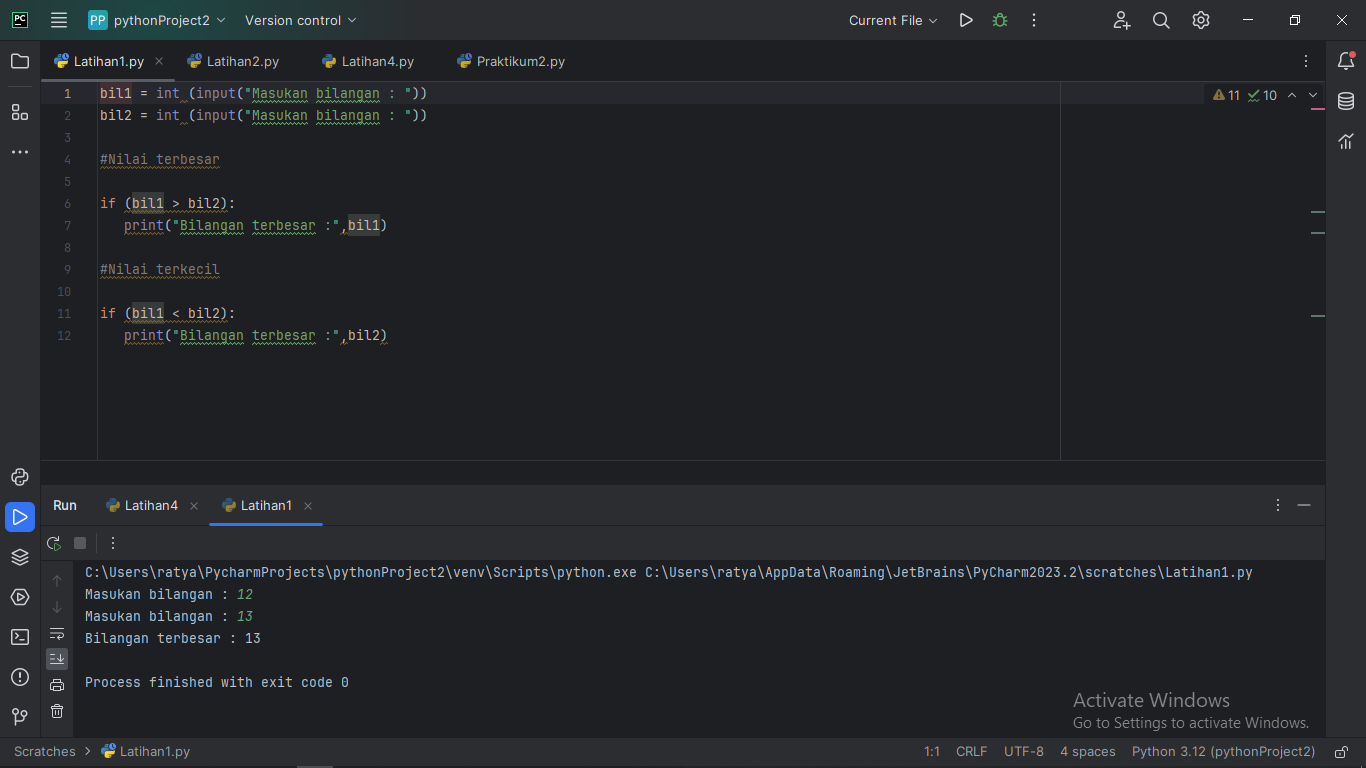 PC PP pythonProject2 Version control Current File
Latihan1.py Latihan2.py Latihan4.py Praktikum2.py
1 bil1 = int (input("Masukan bilangan : ")) 11 10
2 bil2 = int (input("Masukan bilangan : "))
3
4 #Nilai terbesar
5
6 if (bil1 > bil2):
7 print("Bilangan terbesar :",bil1)
8
9 #Nilai terkecil
10
11 if (bil1 < bil2):
12 print("Bilangan terbesar :",bil2)
Run Latihan4 Latihan1
C:\Users\ratya\PycharmProjects\pythonProject2\venv\Scripts\python.exe C:\Users\ratya\AppData\Roaming\JetBrains\PyCharm2023.2\scratches\Latihan1.py
Masukan bilangan : 12
Masukan bilangan : 13
Bilangan terbesar : 13
Process finished with exit code 0
Activate Windows
Go to Settings to activate Windows.
Scratches Latihan1.py 1:1 CRLF UTF-8 4 spaces Python 3.12 (pythonProject2)